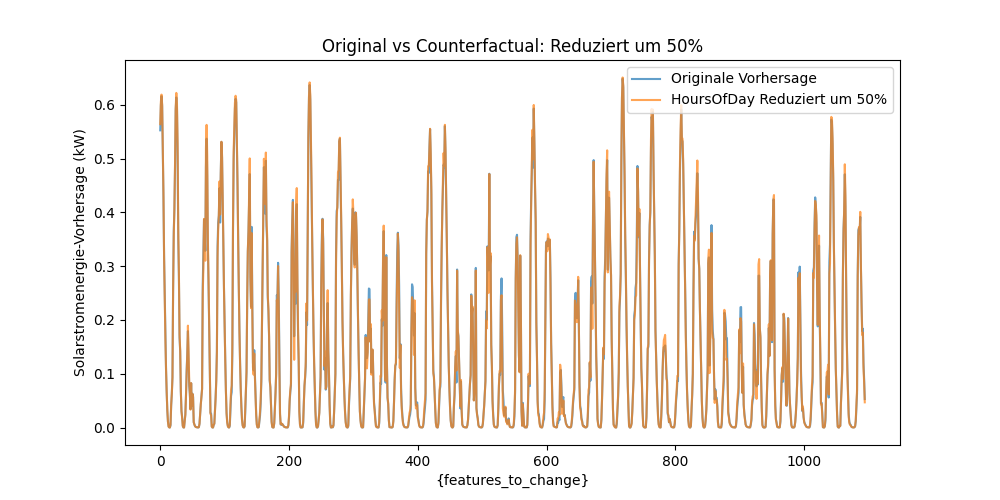 Original vs Counterfactual: Reduziert um 50%
Originale Vorhersage
HoursOfDay Reduziert um 50%
Solarstromenergie-Vorhersage (kW)
0.6
0.5
0.4
0.3
0.2
0.1
0.0
0 200 400 600 800 1000
{features_to_change}